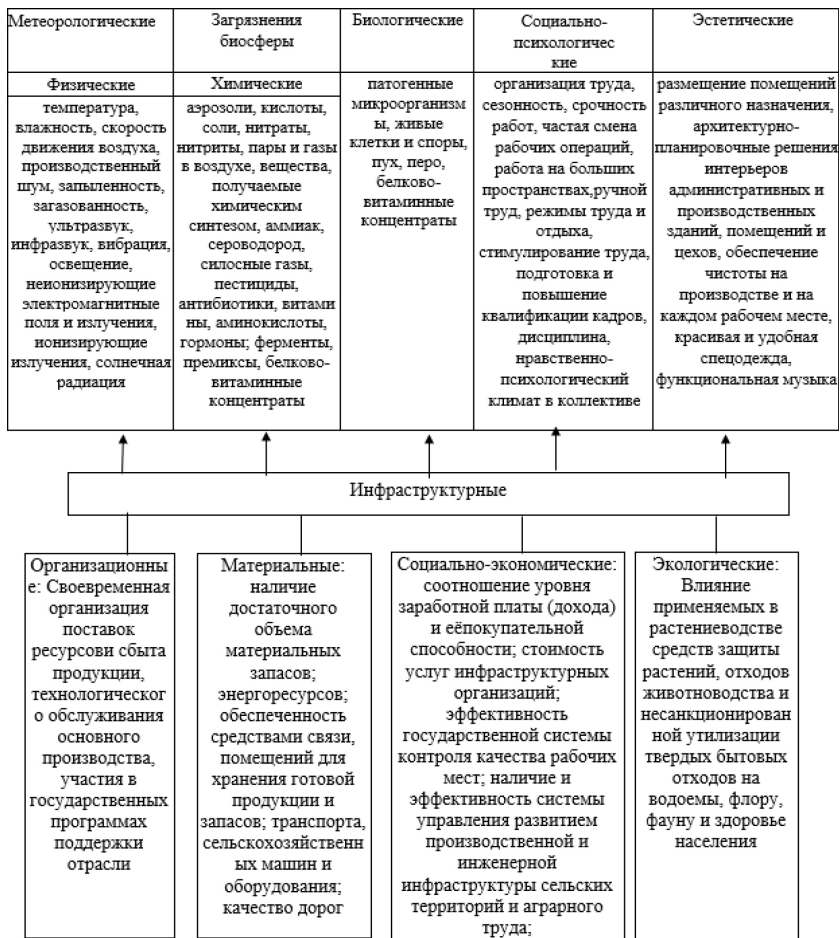 Метеорологические
Загрязнения
биосферы
Биологические
Социально-
психологичес
кие
Эстетические
Физические
температура,
влажность, скорость
движения воздуха,
производственный
шум, запыленность,
загазованность,
ультразвук,
инфразвук, вибрация,
освещение,
неионизирующие
электромагнитные
поля и излучения,
ионизирующие
излучения, солнечная
радиация
Химические
аэрозоли, кислоты,
соли, нитраты,
нитриты, пары и газы
в воздухе, вещества,
получаемые
химическим
синтезом, аммиак,
сероводород,
силосные газы,
пестициды,
антибиотики, витами
ны, аминокислоты,
гормоны; ферменты,
премиксы, белково-
витаминные
концентраты
патогенные
микроорганизм
ы, живые
клетки и споры,
пух, перо,
белково-
витаминные
концентраты
организация труда,
сезонность, срочность
работ, частая смена
рабочих операций,
работа на больших
пространствах,ручной
труд, режимы труда и
отдыха,
стимулирование труда,
подготовка и
повышение
квалификации кадров,
дисциплина,
нравственно-
психологический
климат в коллективе
размещение помещений
различного назначения,
архитектурно-
планировочные решения
интерьеров
административных и
производственных
зданий, помещений и
цехов, обеспечение
чистоты на
производстве и на
каждом рабочем месте,
красивая и удобная
спецодежда,
функциональная музыка
Инфраструктурные
Организационны
е: Своевременная
организация
поставок
ресурсови сбыта
продукции,
технологическог
о обслуживания
основного
производства,
участия в
государственных
программах
поддержки
отрасли
Материальные:
наличие
достаточного
объема
материальных
запасов;
энергоресурсов;
обеспеченность
средствами связи,
помещений для
хранения готовой
продукции и
запасов; транспорта,
сельскохозяйственн
ых машин и
оборудования;
качество дорог
Социально-экономические:
соотношение уровня
заработной платы (дохода)
и еёпокупательной
способности; стоимость
услуг инфраструктурных
организаций;
эффективность
государственной системы
контроля качества рабочих
мест; наличие и
эффективность системы
управления развитием
производственной и
инженерной
инфраструктуры сельских
территорий и аграрного
труда;
Экологические:
Влияние
применяемых в
растениеводстве
средств защиты
растений, отходов
животноводства и
несанкционирован
ной утилизации
твердых бытовых
отходов на
водоемы, флору,
фауну и здоровье
населения